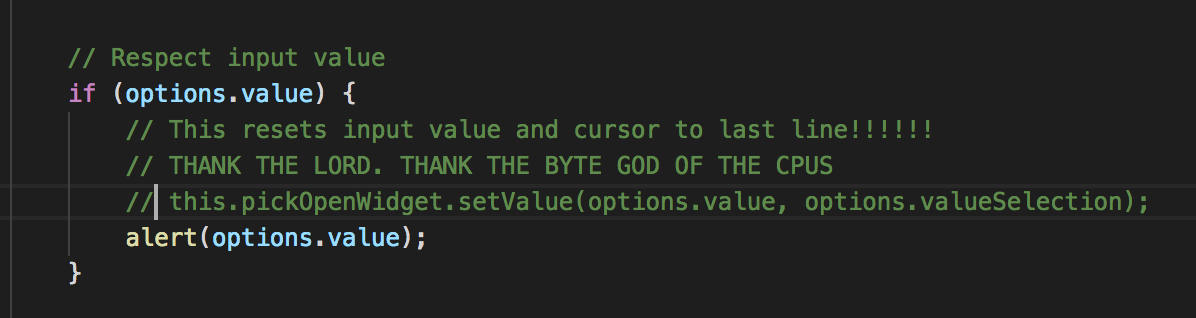 // Respect input value
if (options.value) {
// This resets input value and cursor to last line!!!!!!
// THANK THE LORD. THANK THE BYTE GOD OF THE CPUS
// this.pickOpenWidget.setValue(options.value, options.valueSelection);
alert(options.value);
}